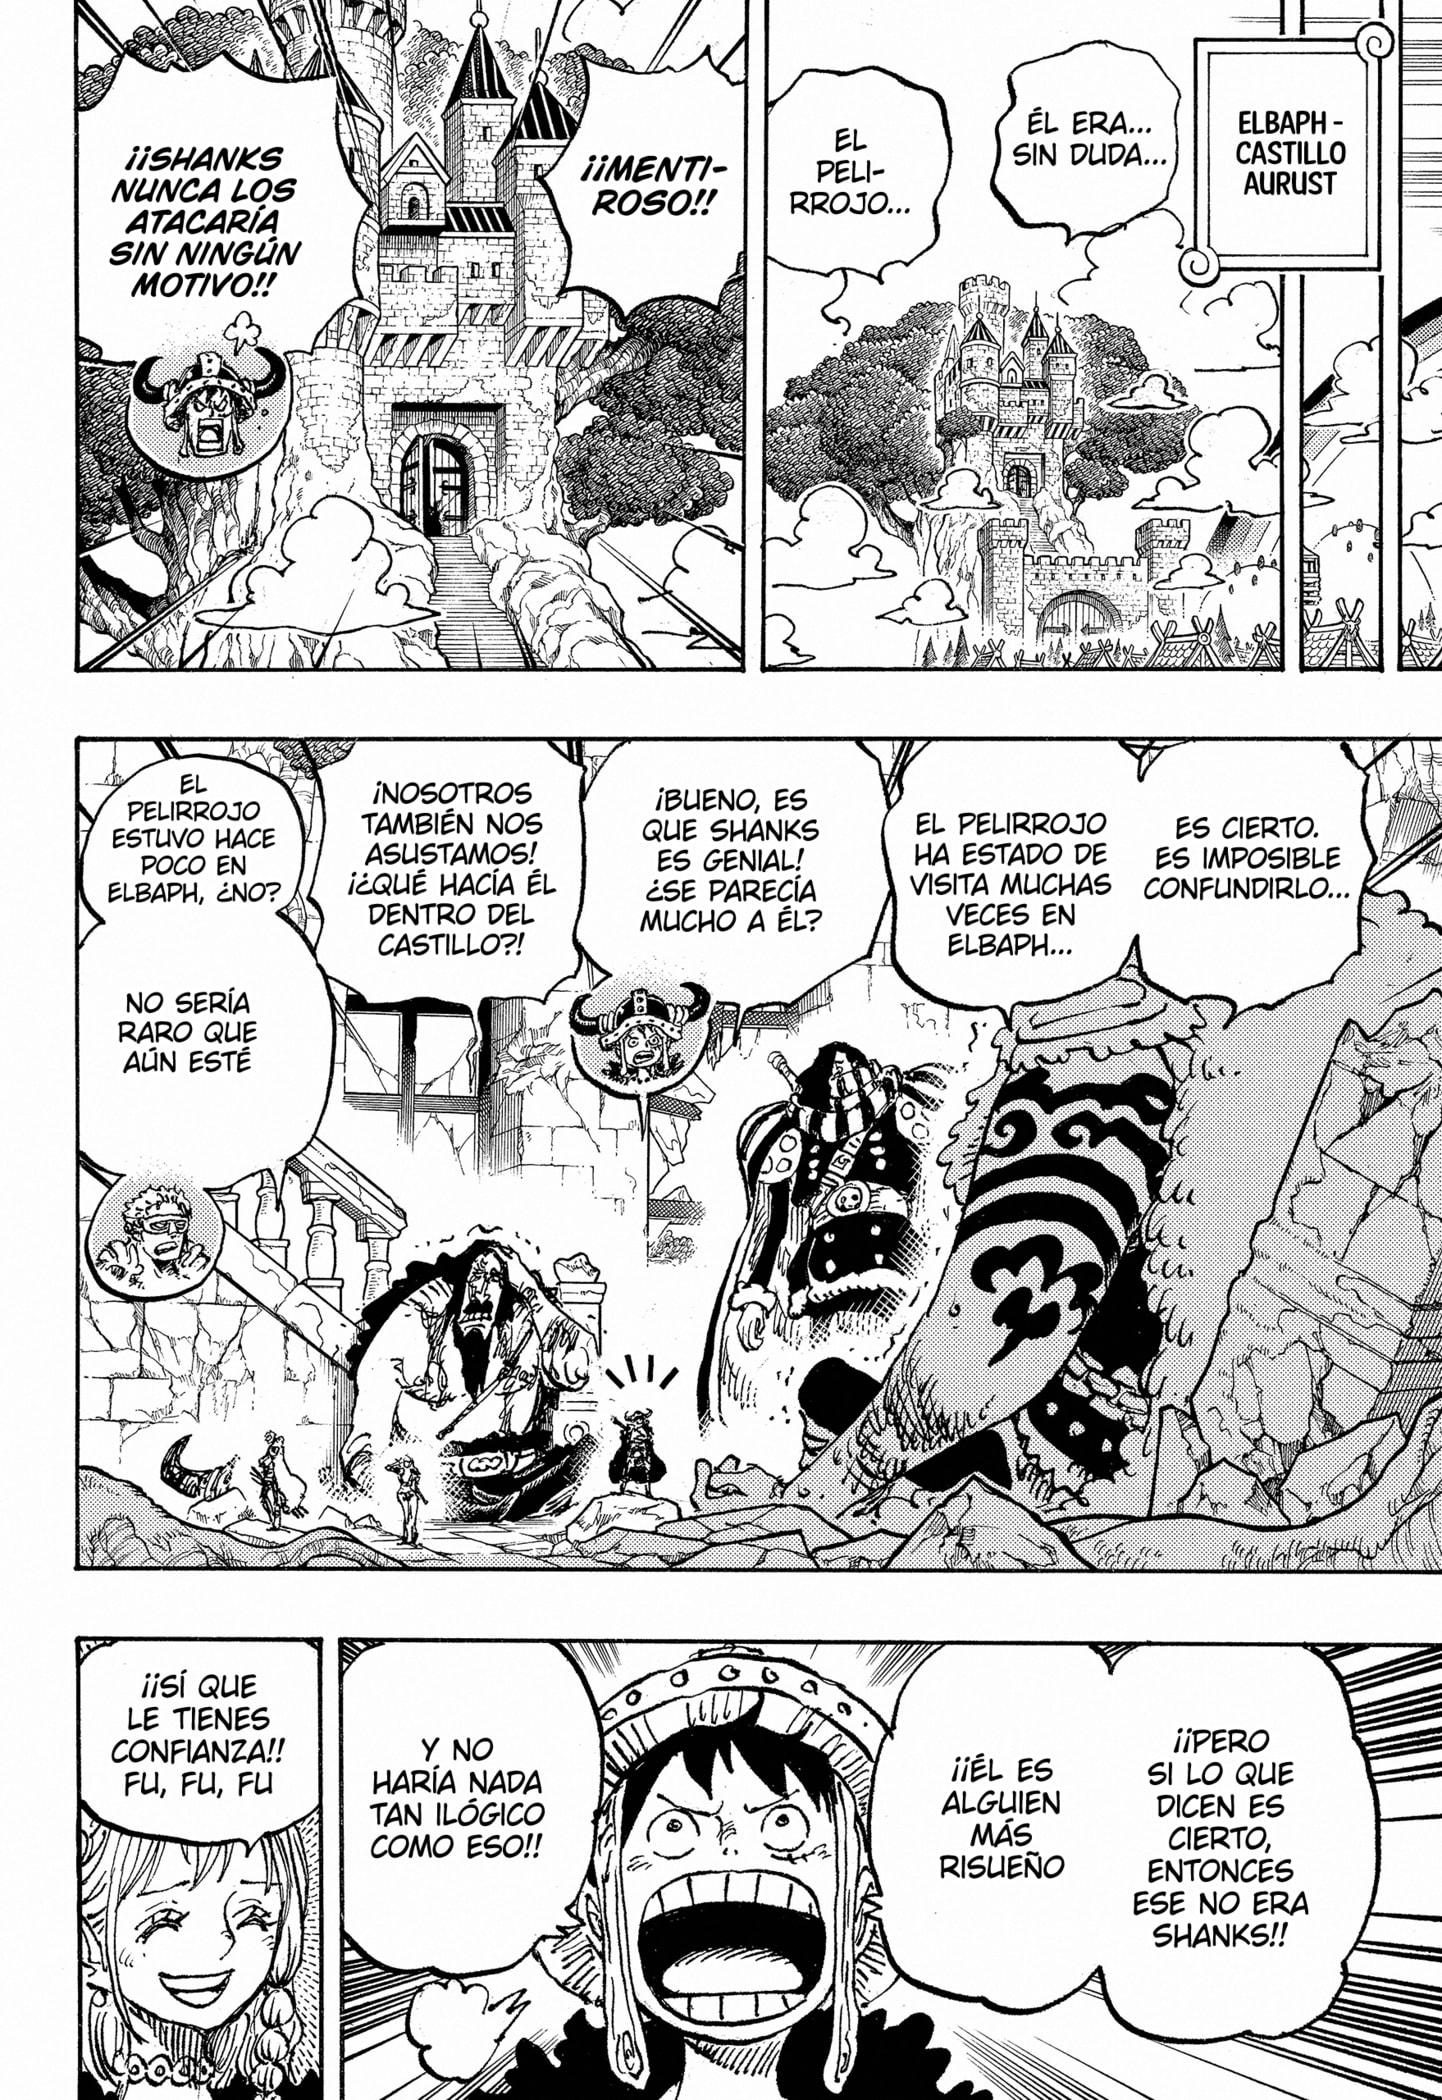 ELBAPH -
CASTILLO
AURUST
ÉL ERA...
SIN DUDA...
EL
PELI-
RROJO...
¡¡MENTI-
ROSO!!
¡¡SHANKS
NUNCA LOS
ATACARÍA
SIN NINGÚN
MOTIVO!!
ES CIERTO.
ES IMPOSIBLE
CONFUNDIRLO...
EL PELIRROJO
HA ESTADO DE
VISITA MUCHAS
VECES EN
ELBAPH...
¡BUENO, ES
QUE SHANKS
ES GENIAL!
¿SE PARECÍA
MUCHO A ÉL?
¡NOSOTROS
TAMBIÉN NOS
ASUSTAMOS!
¡¿QUÉ HACÍA ÉL
DENTRO DEL
CASTILLO?!
EL
PELIRROJO
ESTUVO HACE
POCO EN
ELBAPH, ¿NO?
NO SERÍA
RARO QUE
AÚN ESTÉ
¡¡PERO
SI LO QUE
DICEN ES
CIERTO,
ENTONCES
ESE NO ERA
SHANKS!!
¡¡ÉL ES
ALGUIEN
MÁS
RISUEÑO
Y NO
HARÍA NADA
TAN ILÓGICO
COMO ESO!!
¡¡SÍ QUE
LE TIENES
CONFIANZA!!
FU, FU, FU